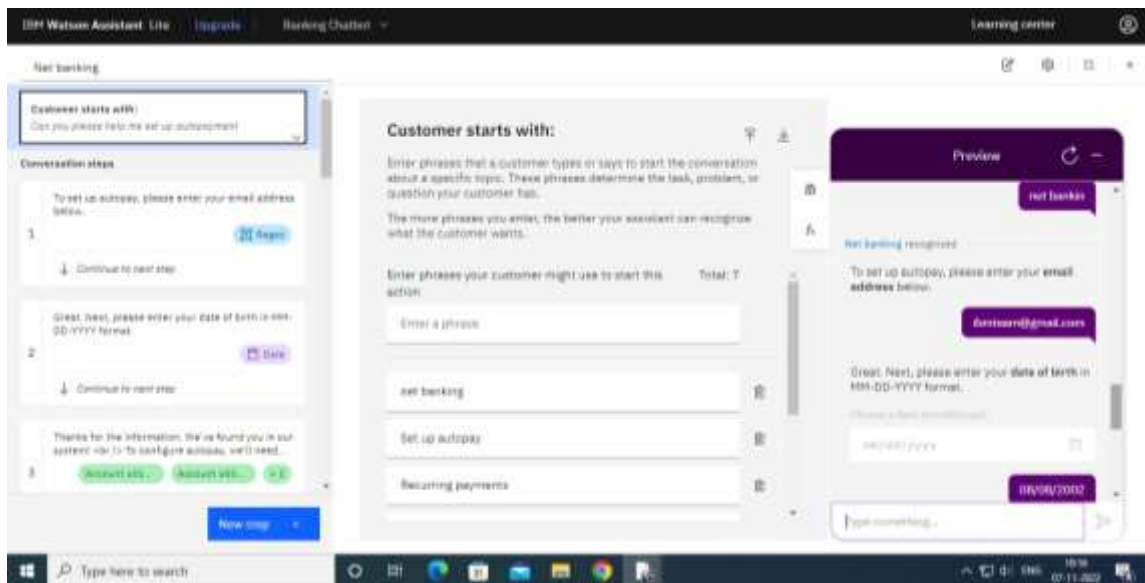 IBM Watson Assistant Lite Upgrade Banking Chatbot Learning center
Net banking
Customer starts with:
Can you please help me set up autopayment
Conversation steps
To set up autopay, please enter your email address
below.
1
Regex
Continue to next step
Great. Next, please enter your date of birth in MM-
DD-YYYY format.
2
Date
Continue to next step
Thanks for the information. We've found you in our
system! <br /> To configure autopay, we'll need...
3
New step +
Customer starts with:
Enter phrases that a customer types or says to start the conversation
about a specific topic. These phrases determine the task, problem, or
question your customer has.
The more phrases you enter, the better your assistant can recognize
what the customer wants.
Enter phrases your customer might use to start this Total: 7
action
Enter a phrase
net banking
Set up autopay
Recurring payments
Preview
net bankin
Net banking recognized
To set up autopay, please enter your email
address below.
Great. Next, please enter your date of birth in
MM-DD-YYYY format.
08/08/2002
Type something...
Type here to search
ENG
07-11-2022